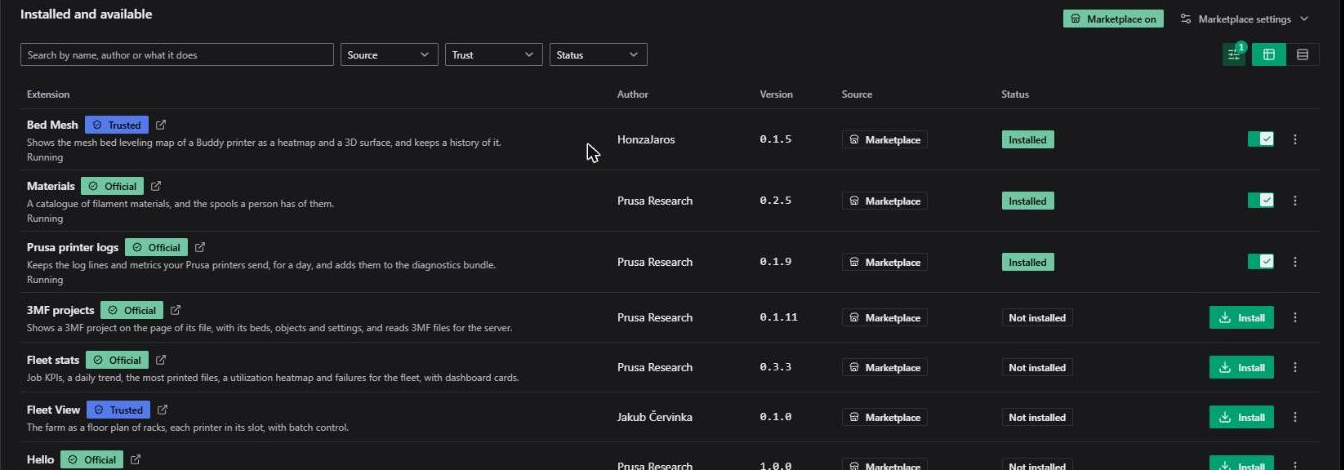 Installed and available
Marketplace on
Marketplace settings
Search by name, author or what it does
Source
Trust
Status
1
Extension Author Version Source Status
Bed Mesh Trusted
Shows the mesh bed leveling map of a Buddy printer as a heatmap and a 3D surface, and keeps a history of it.
Running
HonzaJaros 0.1.5 Marketplace Installed
Materials Official
A catalogue of filament materials, and the spools a person has of them.
Running
Prusa Research 0.2.5 Marketplace Installed
Prusa printer logs Official
Keeps the log lines and metrics your Prusa printers send, for a day, and adds them to the diagnostics bundle.
Running
Prusa Research 0.1.9 Marketplace Installed
3MF projects Official
Shows a 3MF project on the page of its file, with its beds, objects and settings, and reads 3MF files for the server.
Prusa Research 0.1.11 Marketplace Not installed Install
Fleet stats Official
Job KPIs, a daily trend, the most printed files, a utilization heatmap and failures for the fleet, with dashboard cards.
Prusa Research 0.3.3 Marketplace Not installed Install
Fleet View Trusted
The farm as a floor plan of racks, each printer in its slot, with batch control.
Jakub Červinka 0.1.0 Marketplace Not installed Install
Hello Official
Prusa Research 1.0.0 Marketplace Not installed Install